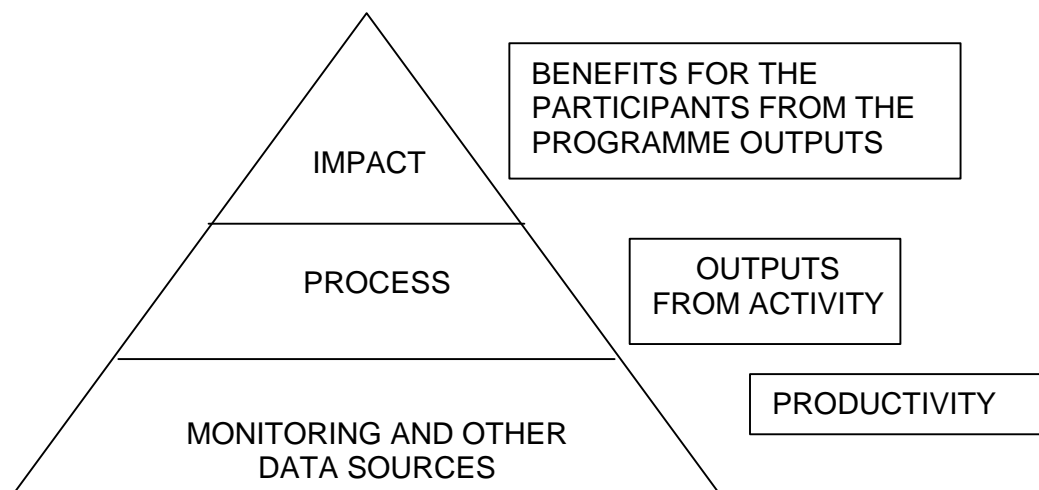 BENEFITS FOR THE
PARTICIPANTS FROM THE
PROGRAMME OUTPUTS
IMPACT
OUTPUTS
FROM ACTIVITY
PROCESS
PRODUCTIVITY
MONITORING AND OTHER
DATA SOURCES